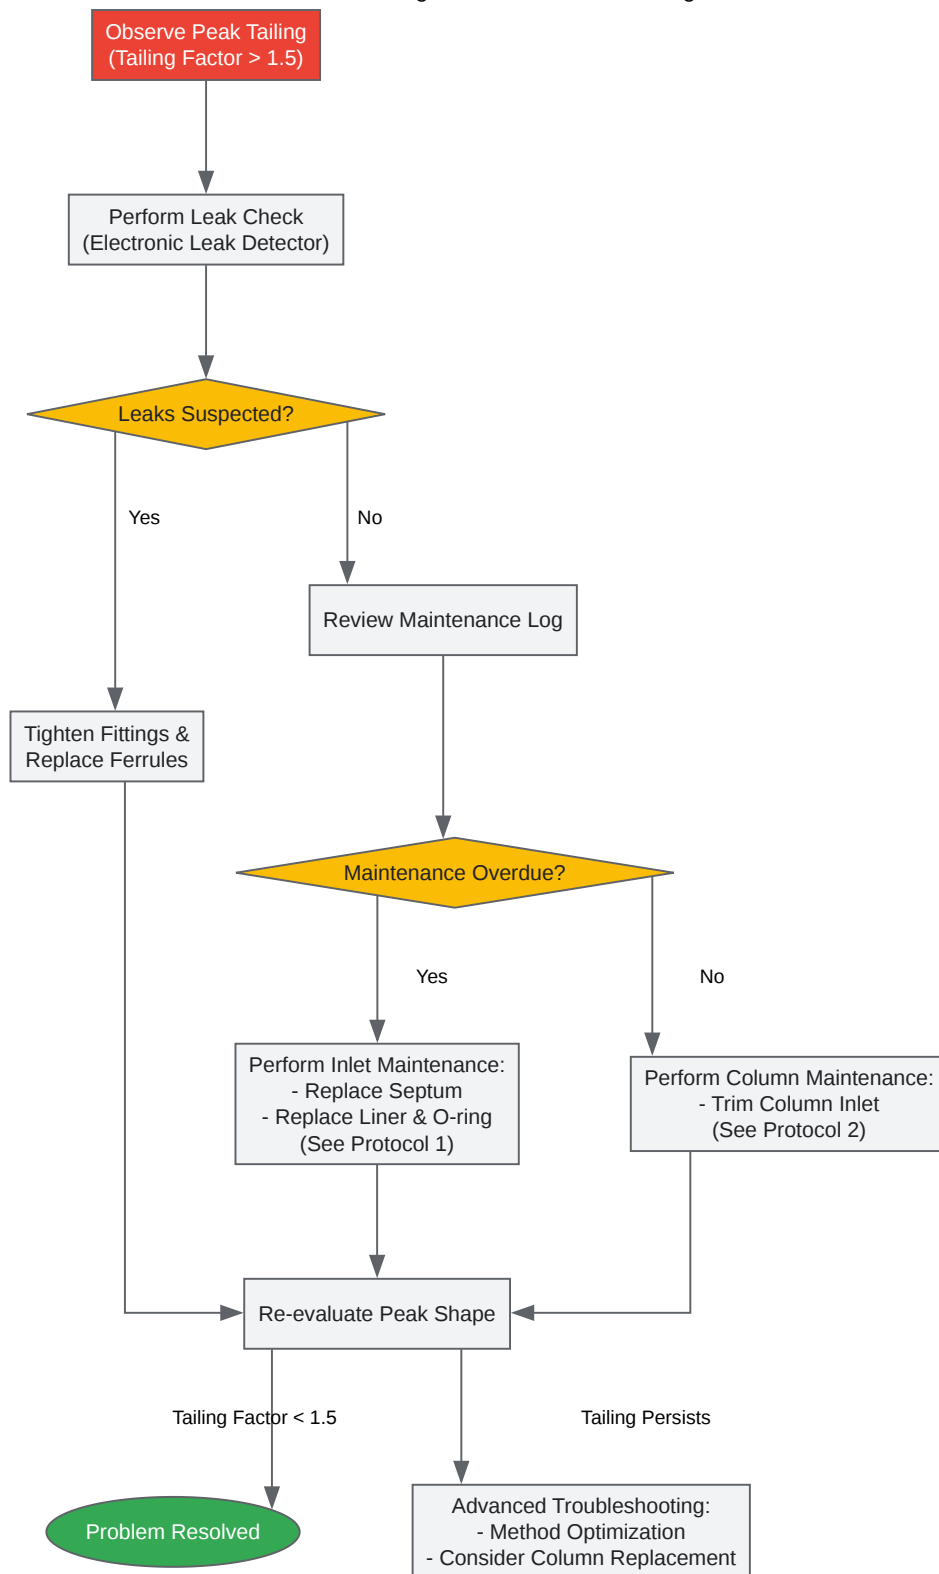 Observe Peak Tailing
(Tailing Factor > 1.5)
Perform Leak Check
(Electronic Leak Detector)
Leaks Suspected?
Yes
No
Review Maintenance Log
Tighten Fittings &
Replace Ferrules
Maintenance Overdue?
Yes
No
Perform Inlet Maintenance:
- Replace Septum
- Replace Liner & O-ring
(See Protocol 1)
Perform Column Maintenance:
- Trim Column Inlet
(See Protocol 2)
Re-evaluate Peak Shape
Tailing Factor < 1.5
Tailing Persists
Problem Resolved
Advanced Troubleshooting:
- Method Optimization
- Consider Column Replacement